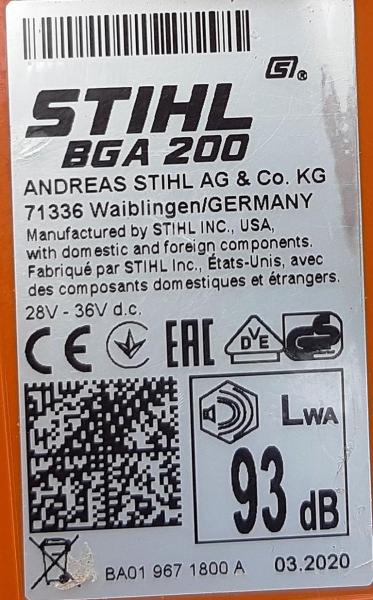 STIHL
BGA 200
ANDREAS STIHL AG & Co. KG
71336 Waiblingen/GERMANY
Manufactured by STIHL INC., USA,
with domestic and foreign components.
Fabriqué par STIHL Inc., États-Unis, avec
des composants domestiques et étrangers.
28V - 36V d.c.
CE EAC DVE GS
LWA
93 dB
BA01 967 1800 A 03.2020